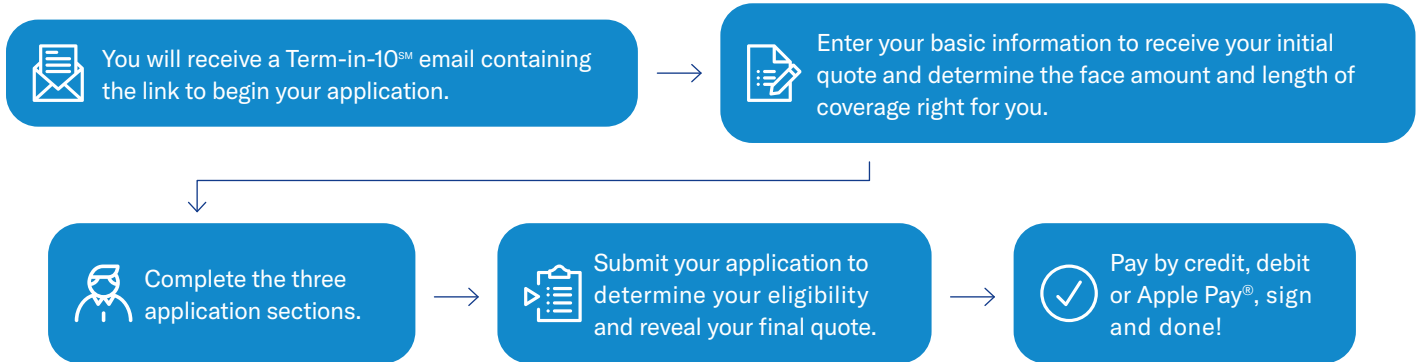 You will receive a Term-in-10℠ email containing
the link to begin your application.
Enter your basic information to receive your initial
quote and determine the face amount and length of
coverage right for you.
Complete the three
application sections.
Submit your application to
determine your eligibility
and reveal your final quote.
Pay by credit, debit
or Apple Pay®, sign
and done!